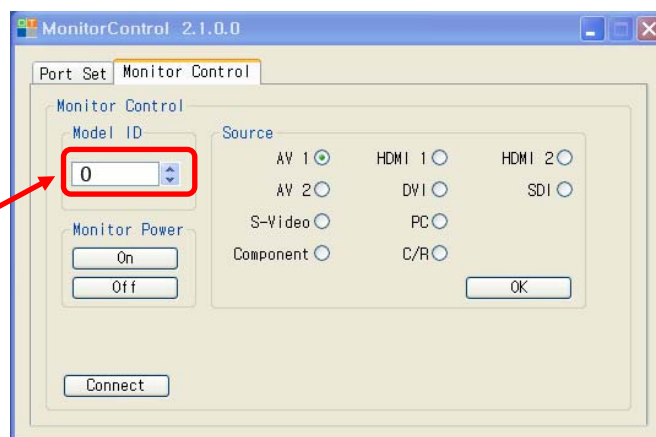 MonitorControl 2.1.0.0
Port Set Monitor Control
Monitor Control
Model ID
0
Monitor Power
On
Off
Source
AV 1 HDMI 1 HDMI 2
AV 2 DVI SDI
S-Video PC
Component C/R
OK
Connect